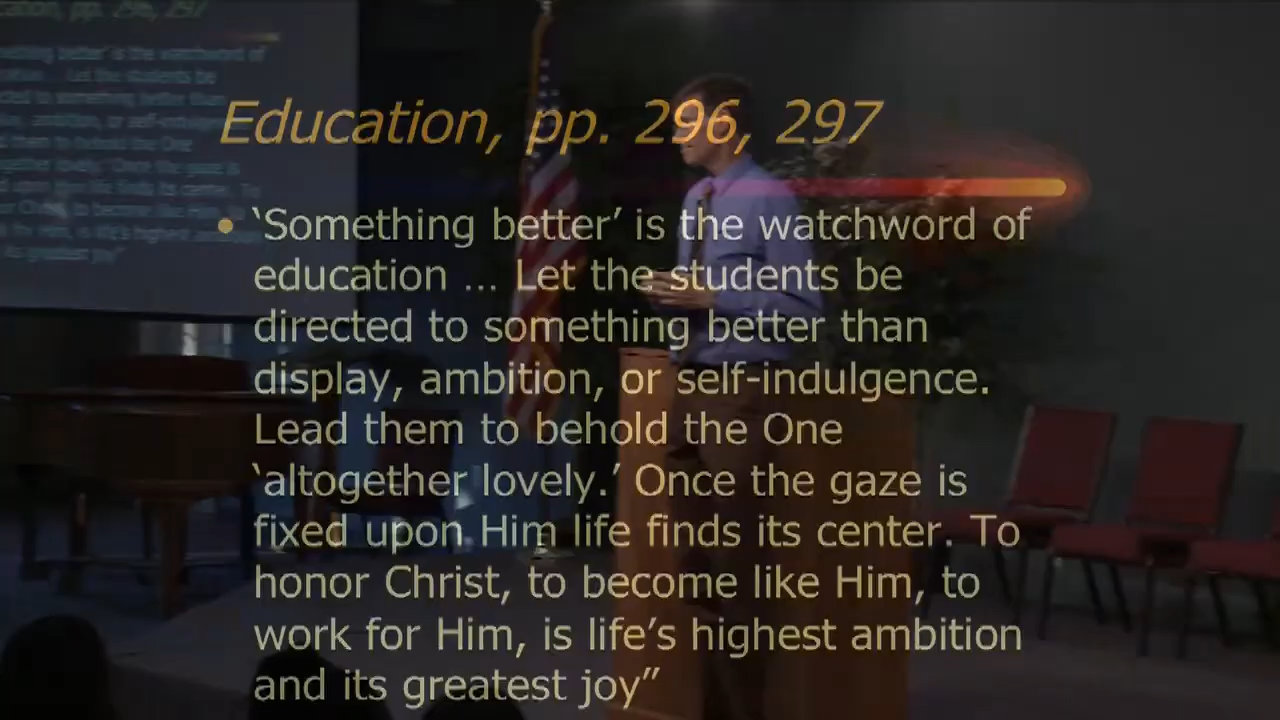 Education, pp. 296, 297
• ‘Something better’ is the watchword of
education … Let the students be
directed to something better than
display, ambition, or self-indulgence.
Lead them to behold the One
‘altogether lovely.’ Once the gaze is
fixed upon Him life finds its center. To
honor Christ, to become like Him, to
work for Him, is life’s highest ambition
and its greatest joy”